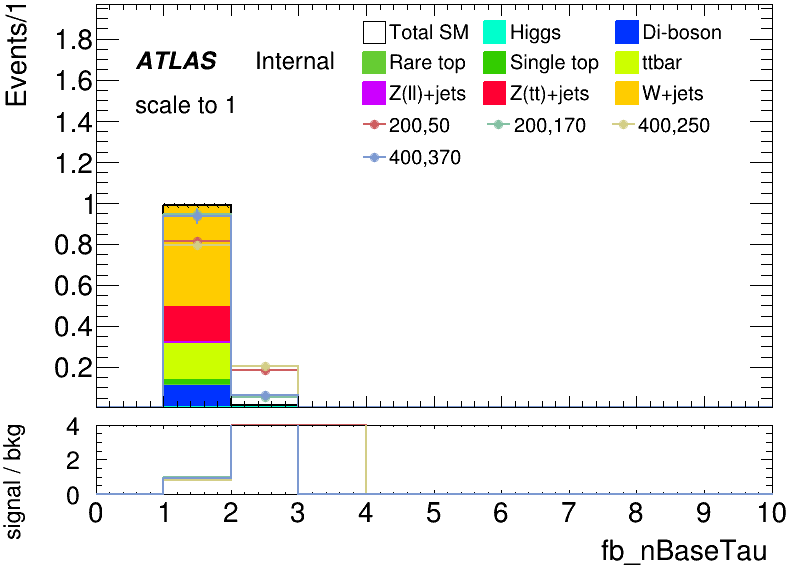 Events/1
ATLAS Internal
scale to 1
Total SM Higgs Di-boson
Rare top Single top ttbar
Z(ll)+jets Z(tt)+jets W+jets
200,50 200,170 400,250
400,370
1.8
1.6
1.4
1.2
1
0.8
0.6
0.4
0.2
signal / bkg
4
2
0
0 1 2 3 4 5 6 7 8 9 10
fb_nBaseTau